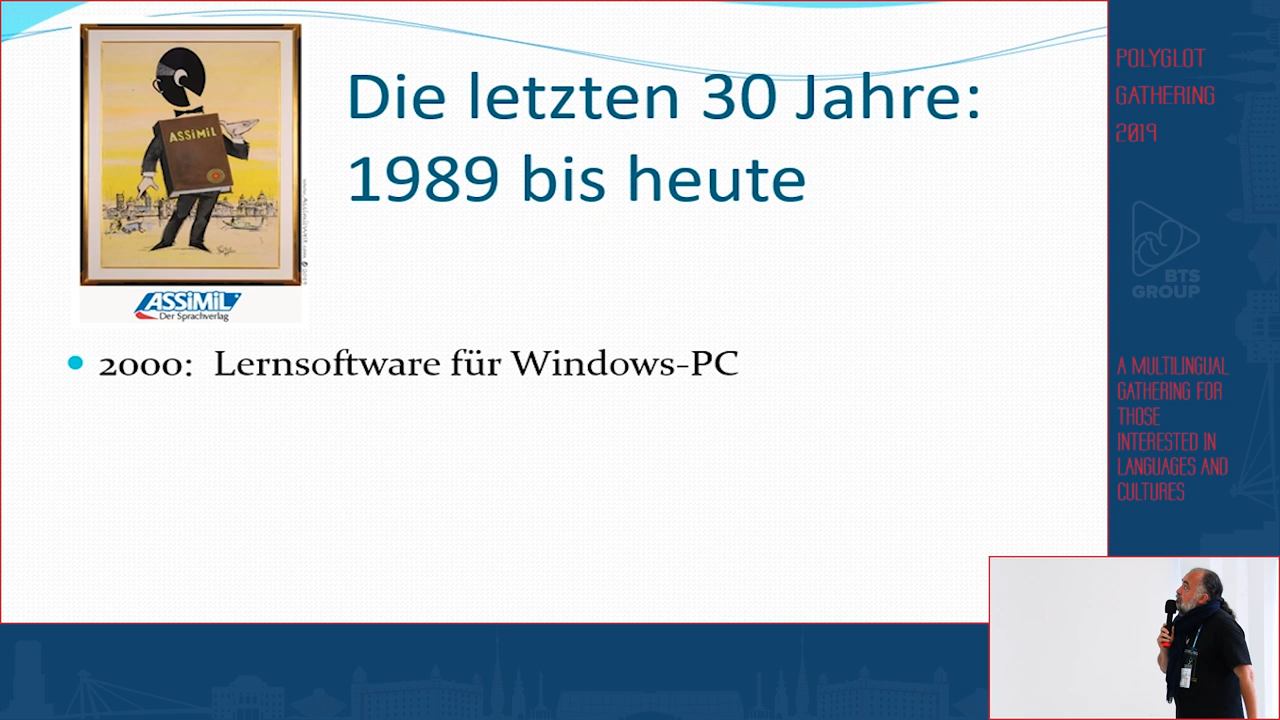 Die letzten 30 Jahre:
1989 bis heute
ASSiMiL
ASSiMiL
Der Sprachverlag
• 2000: Lernsoftware für Windows-PC
POLYGLOT
GATHERING
2019
BTS
GROUP
A MULTILINGUAL
GATHERING FOR
THOSE
INTERESTED IN
LANGUAGES AND
CULTURES